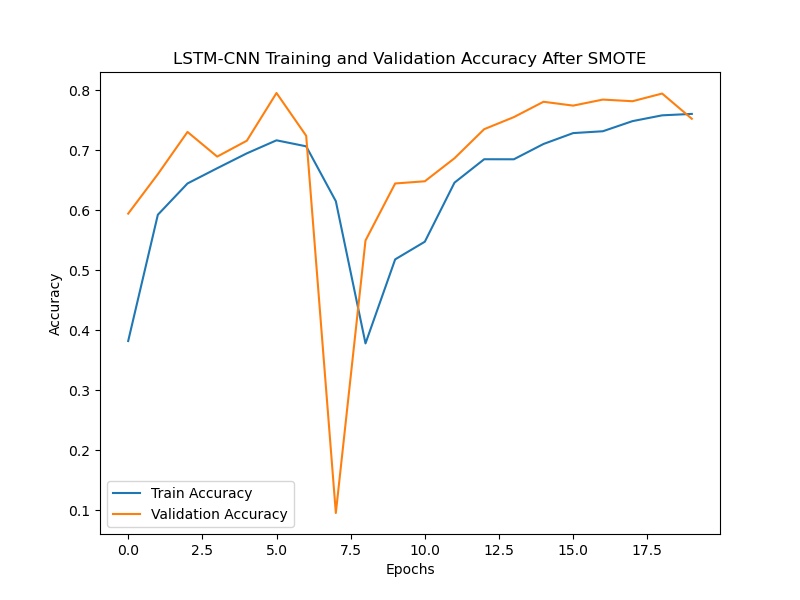 LSTM-CNN Training and Validation Accuracy After SMOTE
0.8
0.7
0.6
0.5
0.4
0.3
0.2
0.1
Accuracy
Train Accuracy
Validation Accuracy
0.0 2.5 5.0 7.5 10.0 12.5 15.0 17.5
Epochs